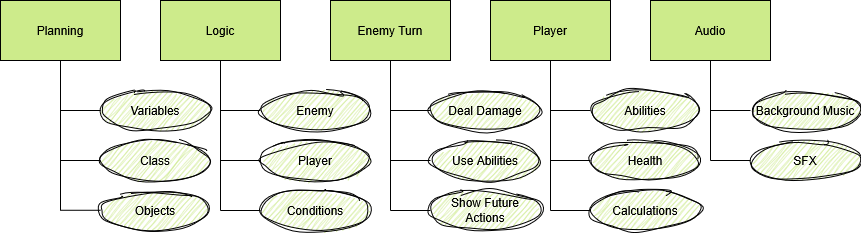 Planning
Logic
Enemy Turn
Player
Audio
Variables
Enemy
Deal Damage
Abilities
Background Music
Class
Player
Use Abilities
Health
SFX
Objects
Conditions
Show Future
Actions
Calculations